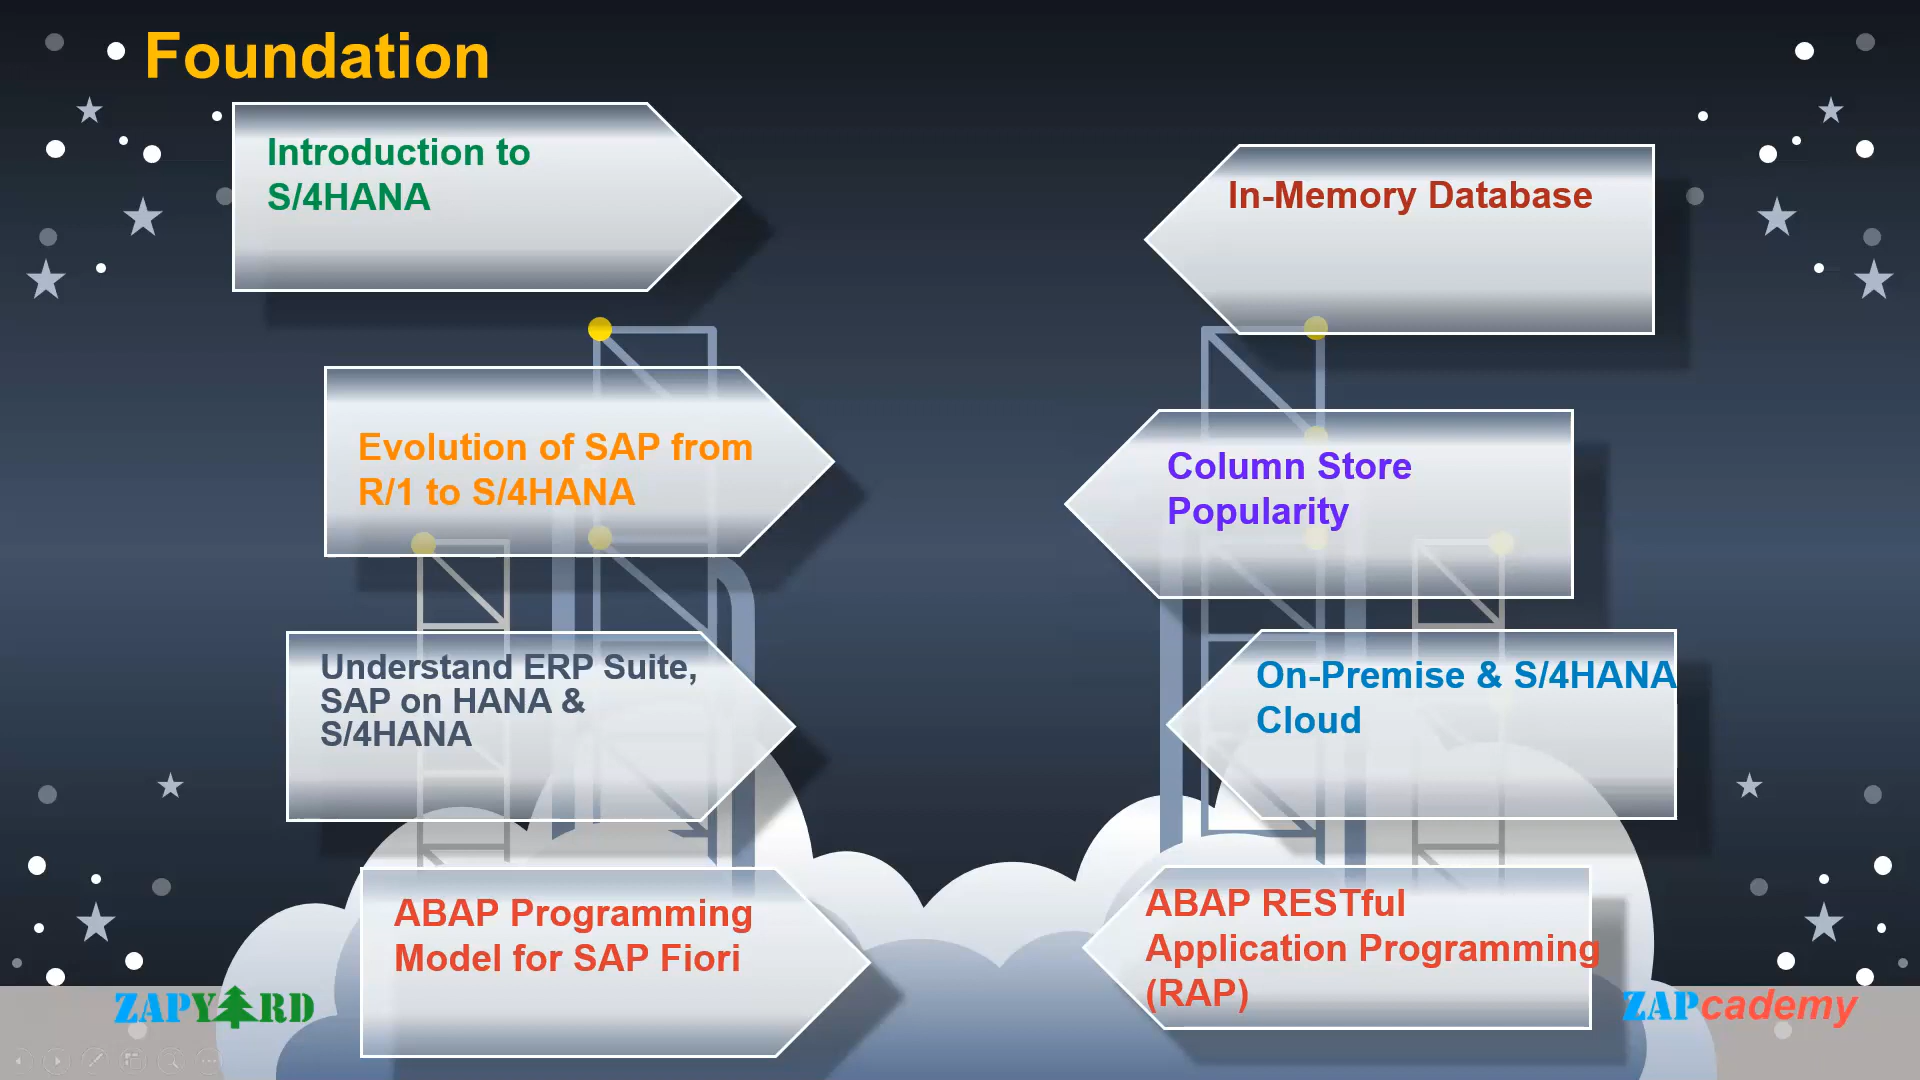 Foundation
Introduction to
S/4HANA
In-Memory Database
Evolution of SAP from
R/1 to S/4HANA
Column Store
Popularity
Understand ERP Suite,
SAP on HANA &
S/4HANA
On-Premise & S/4HANA
Cloud
ABAP Programming
Model for SAP Fiori
ABAP RESTful
Application Programming
(RAP)
ZAPYARD
ZAPcademy